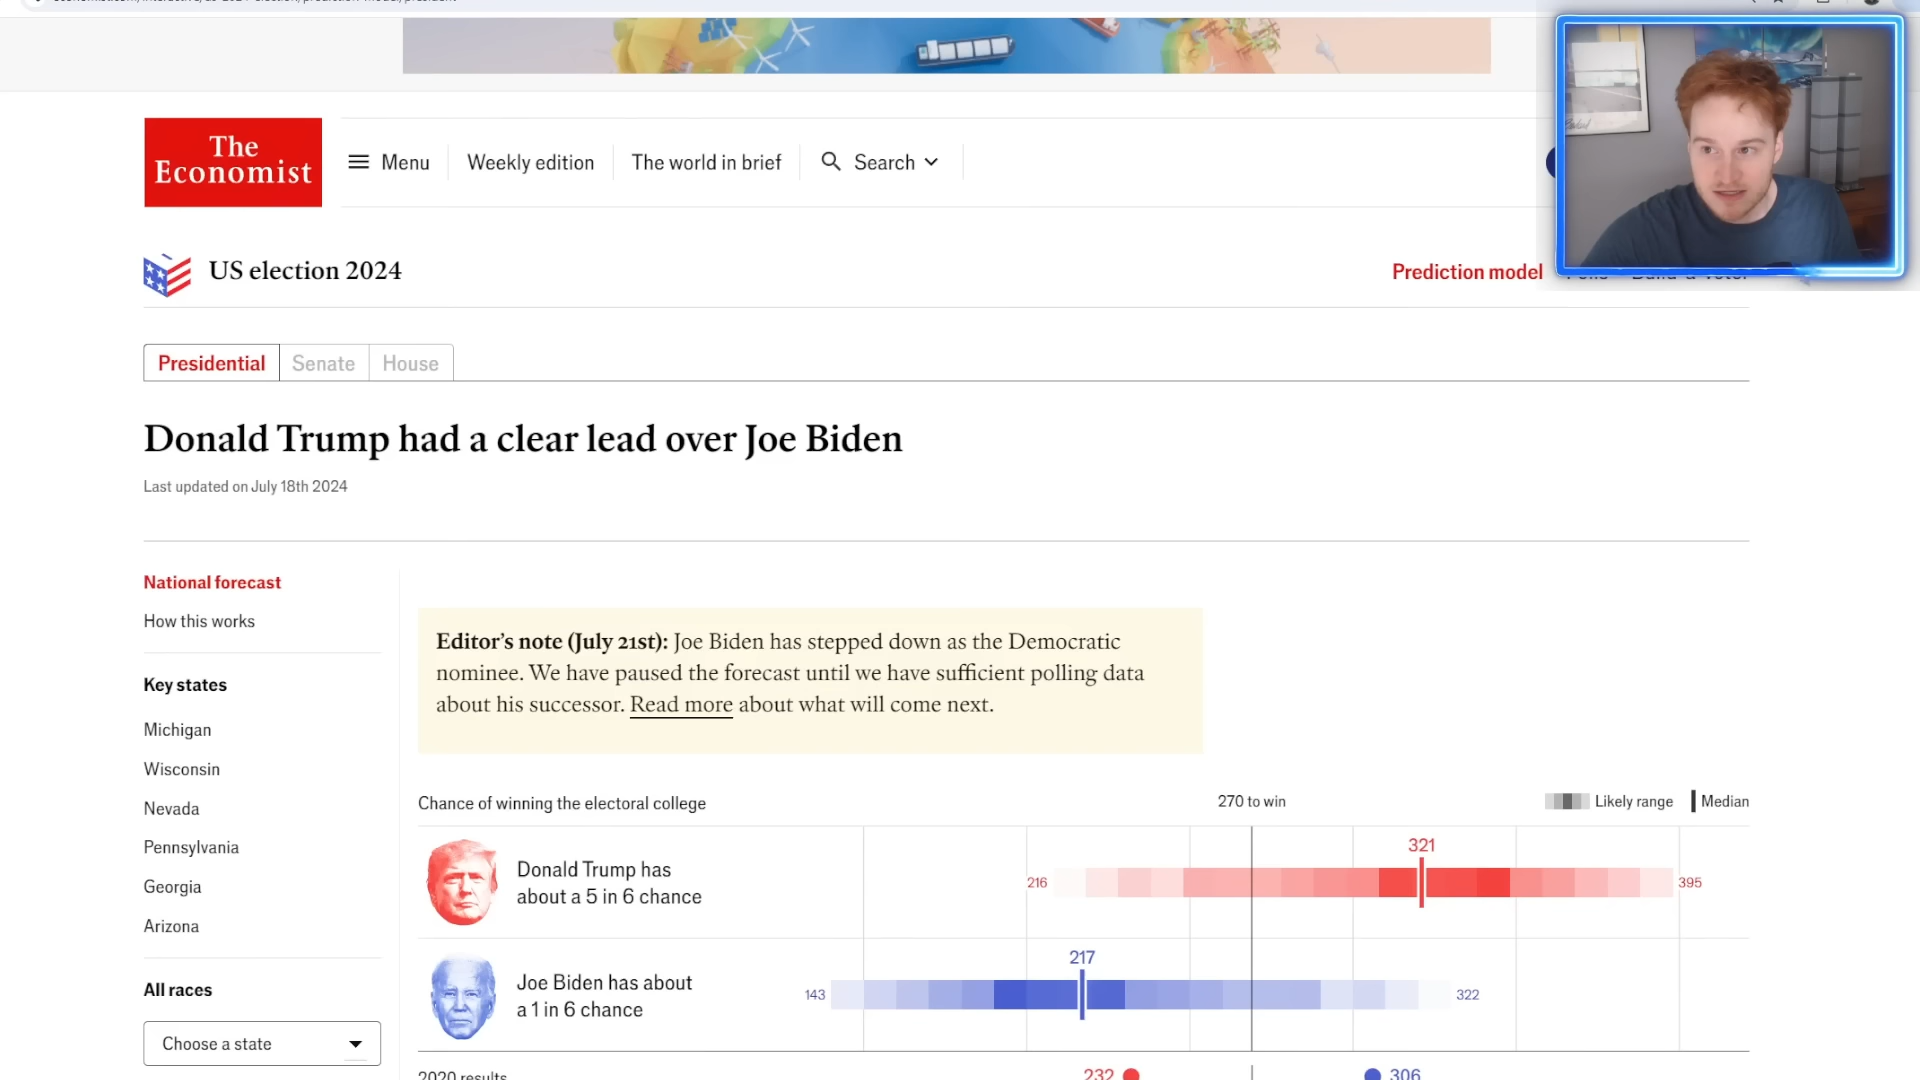 The
Economist
Menu
Weekly edition
The world in brief
Search
US election 2024
Prediction model
Presidential
Senate
House
Donald Trump had a clear lead over Joe Biden
Last updated on July 18th 2024
National forecast
How this works
Key states
Michigan
Wisconsin
Nevada
Pennsylvania
Georgia
Arizona
All races
Choose a state
Editor's note (July 21st): Joe Biden has stepped down as the Democratic
nominee. We have paused the forecast until we have sufficient polling data
about his successor. Read more about what will come next.
Chance of winning the electoral college
270 to win
Likely range
Median
Donald Trump has
about a 5 in 6 chance
216
321
395
Joe Biden has about
a 1 in 6 chance
143
217
322
2020 results
232
306